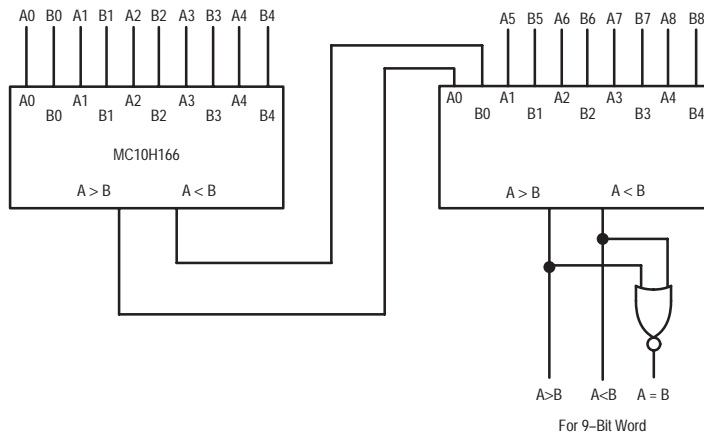 A0 B0 A1 B1 A2 B2 A3 B3 A4 B4
A5 B5 A6 B6 A7 B7 A8 B8
A0 A1 A2 A3 A4
B0 B1 B2 B3 B4
MC10H166
A > B A < B
A0 A1 A2 A3 A4
B0 B1 B2 B3 B4
A > B A < B
A>B A<B A = B
For 9–Bit Word